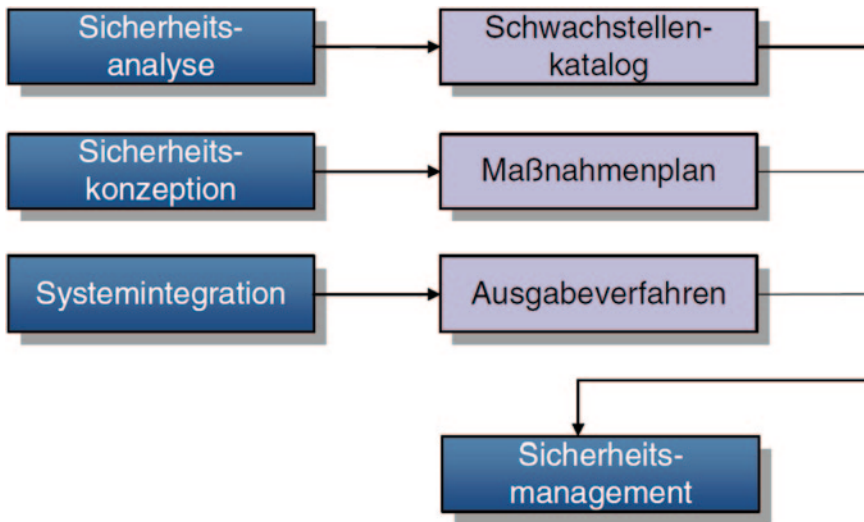 Sicherheits-
analyse
Schwachstellen-
katalog
Sicherheits-
konzeption
Maßnahmenplan
Systemintegration
Ausgabeverfahren
Sicherheits-
management